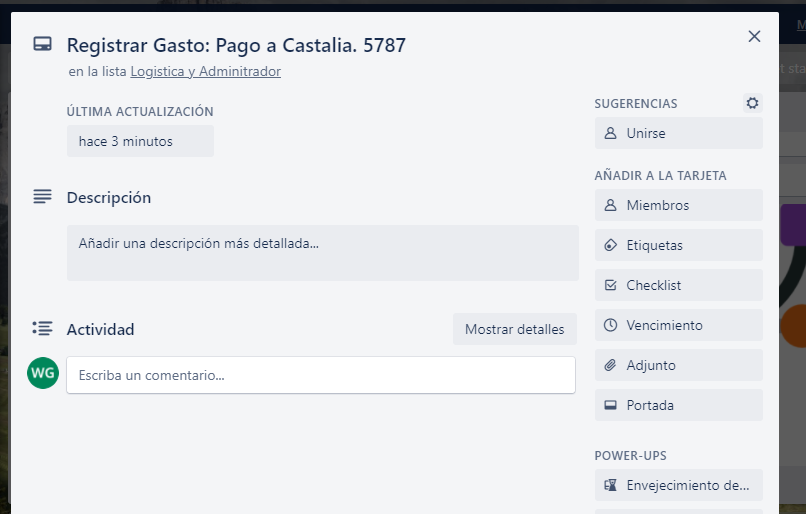 Registrar Gasto: Pago a Castalia. 5787
en la lista Logistica y Adminitrador
ÚLTIMA ACTUALIZACIÓN
hace 3 minutos
Descripción
Añadir una descripción más detallada...
Actividad
Mostrar detalles
WG
Escriba un comentario...
SUGERENCIAS
Unirse
AÑADIR A LA TARJETA
Miembros
Etiquetas
Checklist
Vencimiento
Adjunto
Portada
POWER-UPS
Envejecimiento de...